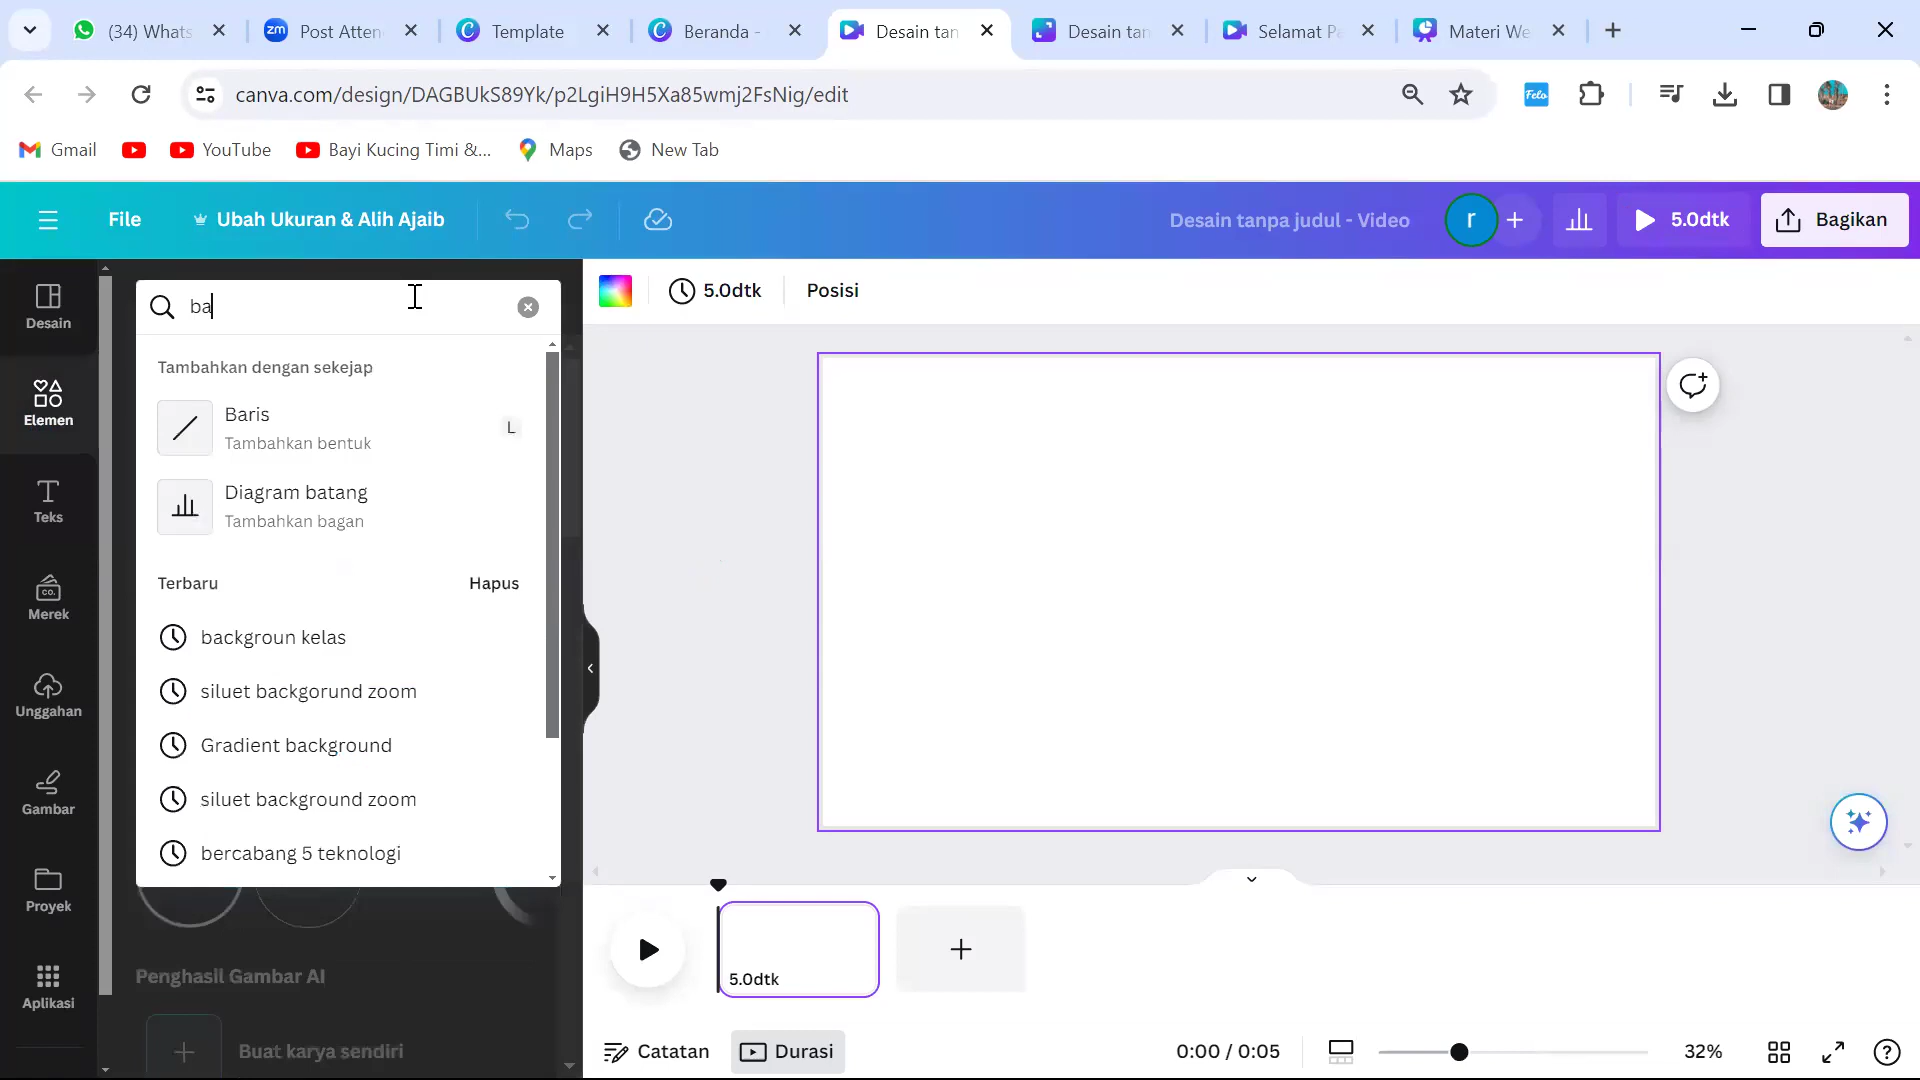 (34) Whats
Post Atten
Template
Beranda -
Desain tan
Desain tan
Selamat Pa
Materi We
canva.com/design/DAGBUkS89Yk/p2LgiH9H5Xa85wmj2FsNig/edit
Felo
Gmail
YouTube
Bayi Kucing Timi &...
Maps
New Tab
File
Ubah Ukuran & Alih Ajaib
Desain tanpa judul - Video
r
5.0dtk
Bagikan
Desain
Elemen
Teks
Merek
Unggahan
Gambar
Proyek
Aplikasi
ba
Tambahkan dengan sekejap
Baris
Tambahkan bentuk
L
Diagram batang
Tambahkan bagan
Terbaru
Hapus
backgroun kelas
siluet backgorund zoom
Gradient background
siluet background zoom
bercabang 5 teknologi
Penghasil Gambar AI
Buat karya sendiri
5.0dtk
Posisi
5.0dtk
Catatan
Durasi
0:00 / 0:05
32%